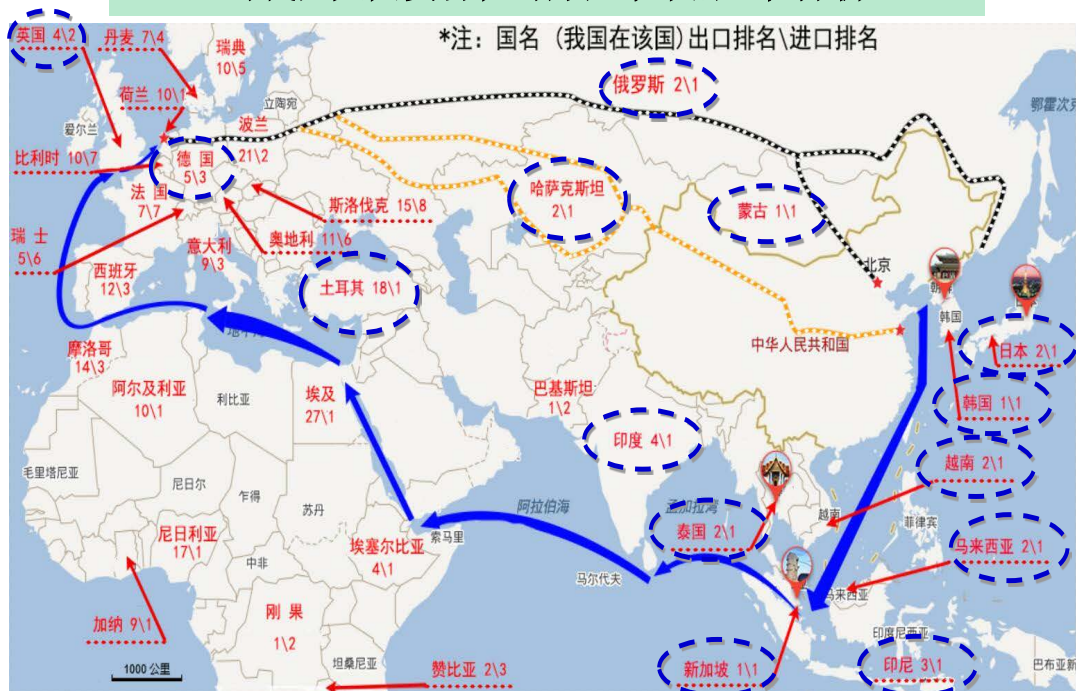 *注：国名（我国在该国）出口排名\进口排名
英国 4\2
丹麦 7\4
瑞典
10\5
荷兰 10\1
立陶宛
爱尔兰
波兰
21\2
俄罗斯 2\1
鄂霍次克
比利时 10\7
德 国
5\3
法 国
7\7
斯洛伐克 15\8
哈萨克斯坦
2\1
蒙古 1\1
瑞 士
5\6
意大利
9\3
奥地利 11\6
西班牙
12\3
土耳其 18\1
北京
韩国
中华人民共和国
日本 2\1
摩洛哥
14\3
阿尔及利亚
10\1
利比亚
埃及
27\1
巴基斯坦
1\2
韩国 1\1
印度 4\1
越南 2\1
毛里塔尼亚
尼日尔
乍得
苏丹
阿拉伯海
孟加拉湾
泰国 2\1
越南
菲律宾
尼日利亚
17\1
中非
埃塞尔比亚
4\1
索马里
马来西亚 2\1
马尔代夫
马来西亚
加纳 9\1
刚 果
1\2
印度尼西亚
坦桑尼亚
1000 公里
赞比亚 2\3
新加坡 1\1
印尼 3\1
巴布亚新